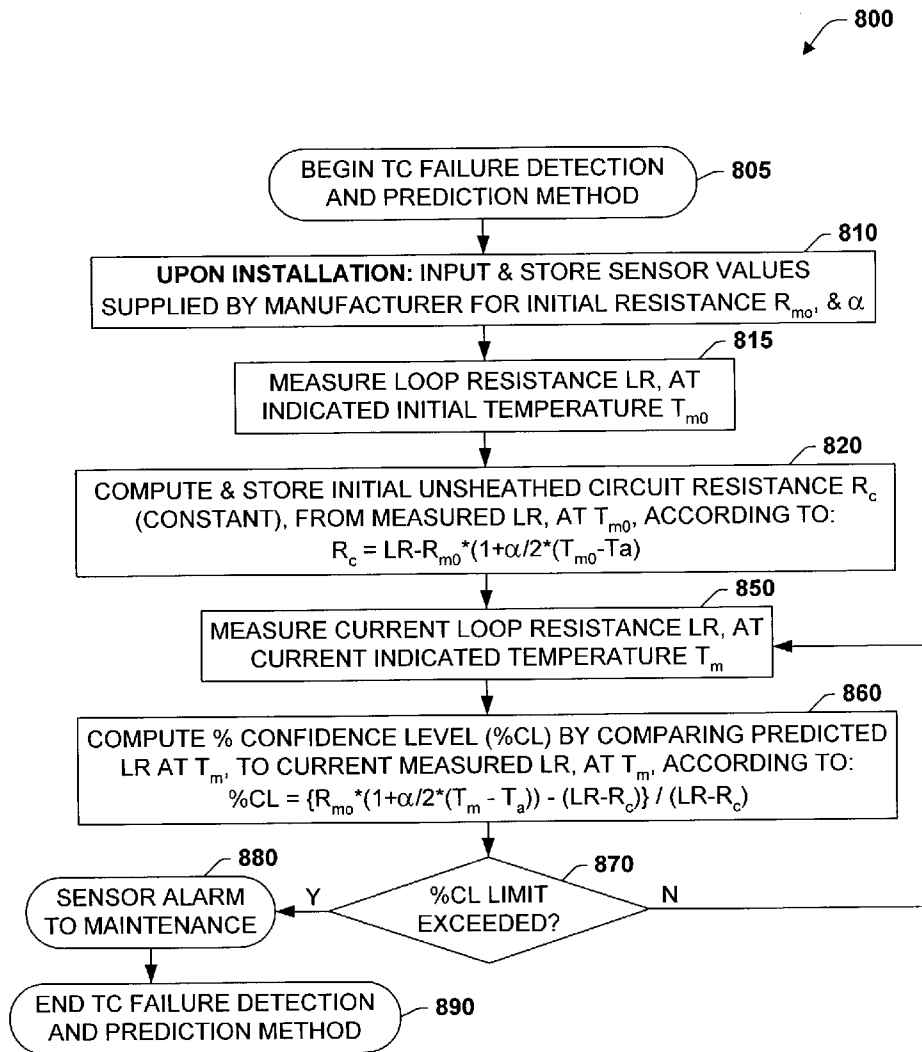 800
BEGIN TC FAILURE DETECTION
AND PREDICTION METHOD
805
810
UPON INSTALLATION: INPUT & STORE SENSOR VALUES
SUPPLIED BY MANUFACTURER FOR INITIAL RESISTANCE Rmo, & α
815
MEASURE LOOP RESISTANCE LR, AT
INDICATED INITIAL TEMPERATURE Tm0
820
COMPUTE & STORE INITIAL UNSHEATHED CIRCUIT RESISTANCE Rc
(CONSTANT), FROM MEASURED LR, AT Tm0, ACCORDING TO:
Rc = LR-Rm0*(1+α/2*(Tm0-Ta)
850
MEASURE CURRENT LOOP RESISTANCE LR, AT
CURRENT INDICATED TEMPERATURE Tm
860
COMPUTE % CONFIDENCE LEVEL (%CL) BY COMPARING PREDICTED
LR AT Tm, TO CURRENT MEASURED LR, AT Tm, ACCORDING TO:
%CL = {Rmo*(1+α/2*(Tm - Ta)) - (LR-Rc)} / (LR-Rc)
870
%CL LIMIT
EXCEEDED?
Y
N
880
SENSOR ALARM
TO MAINTENANCE
END TC FAILURE DETECTION
AND PREDICTION METHOD
890